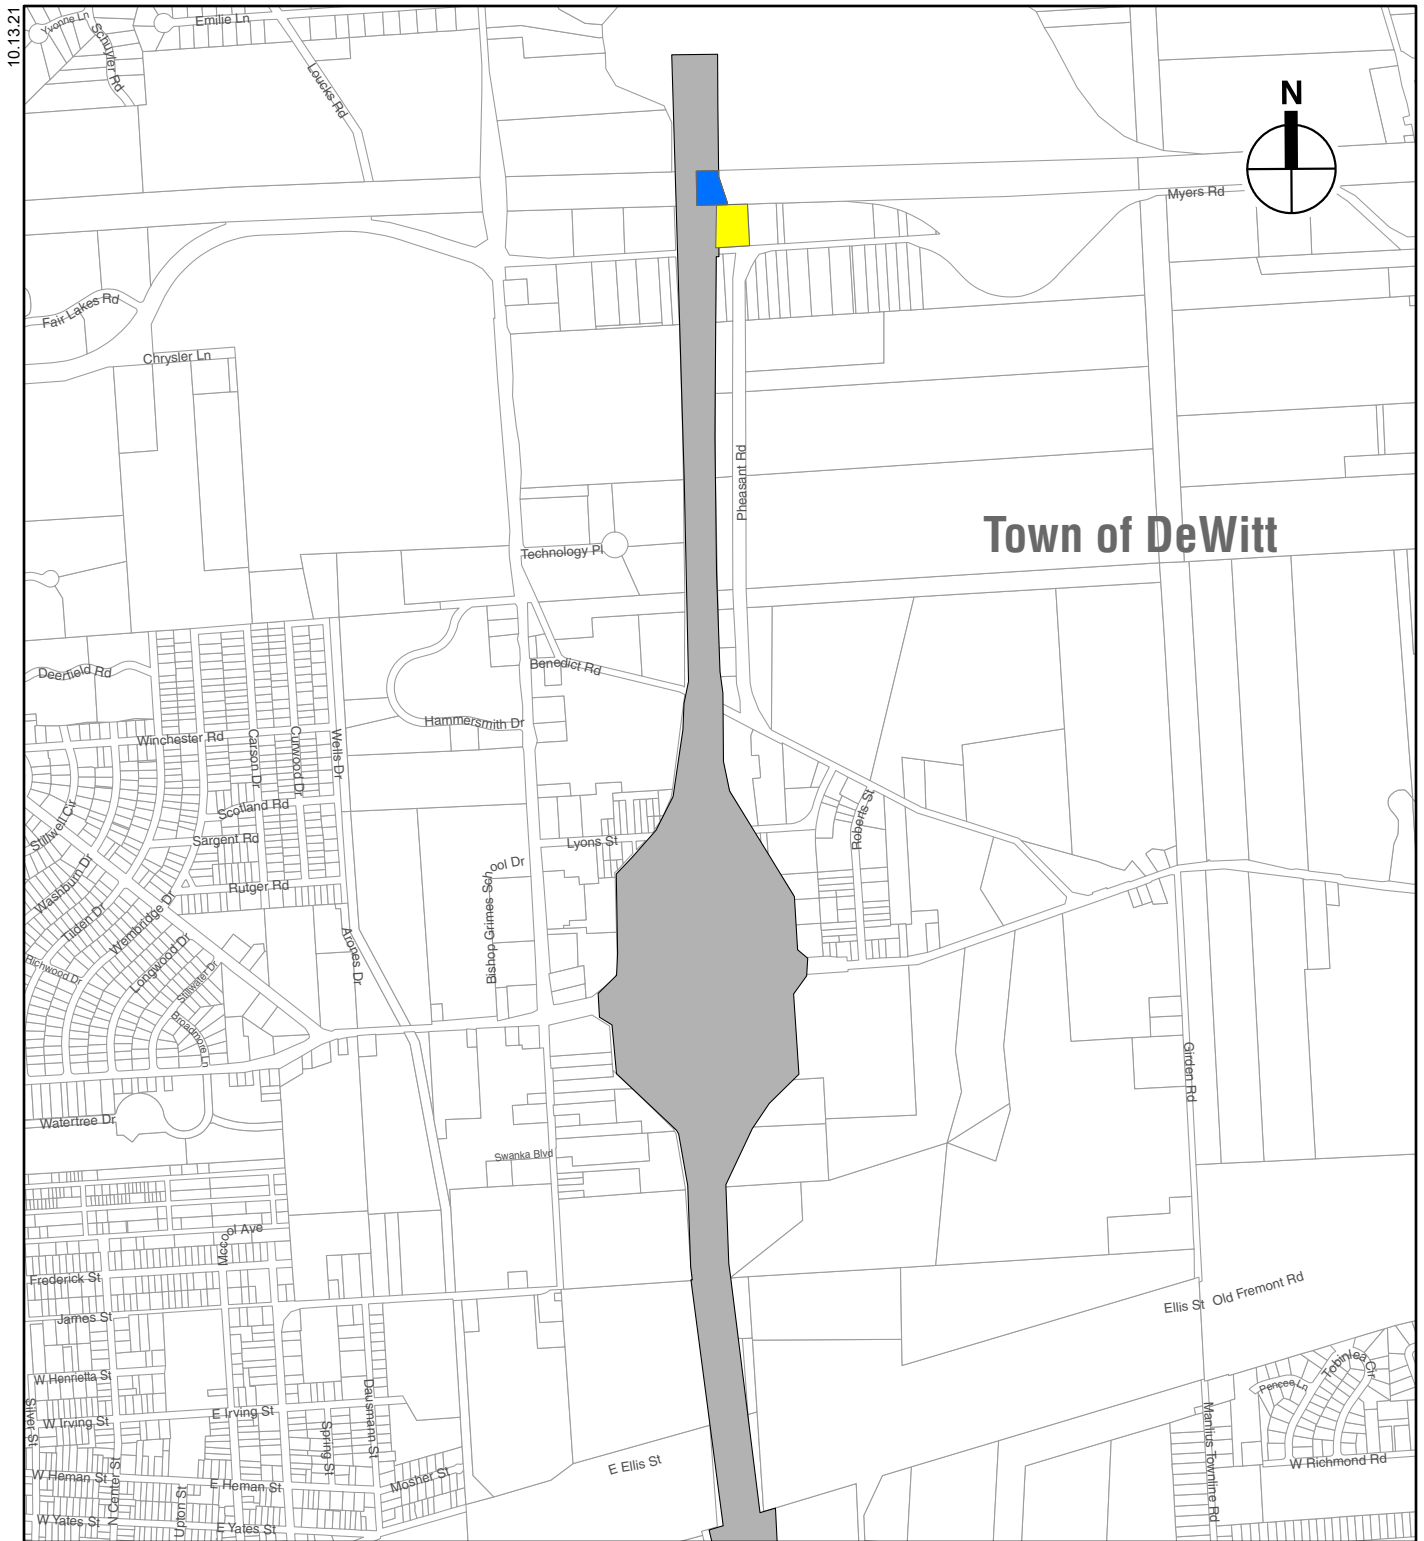 10.13.21
Yvonne Ln
Schuyler Rd
Emilie Ln
Loucks Rd
N
Myers Rd
Fair Lakes Rd
Chrysler Ln
Pheasant Rd
Town of DeWitt
Technology Pl
Benedict Rd
Deerfield Rd
Hammersmith Dr
Winchester Rd
Carson Dr
Curwood Dr
Wells Dr
Scotland Rd
Stillwell Cir
Sargent Rd
Lyons St
Roberts St
Bishop Grimes School Dr
Washburn Dr
Rutger Rd
Tilden Dr
Wembridge Dr
Longwood Dr
Arones Dr
Richwood Dr
Stillwater Dr
Broadmore Ln
Girden Rd
Watertree Dr
Swanka Blvd
Mccool Ave
Frederick St
James St
Ellis St
Old Fremont Rd
W Henrietta St
Tobinlea Cir
Pencee Ln
Silver St
W Irving St
E Irving St
Spring St
Dausmann St
Manlius Townline Rd
E Ellis St
W Richmond Rd
W Heman St
N Center St
Upton St
E Heman St
Mosher St
W Yates St
E Yates St